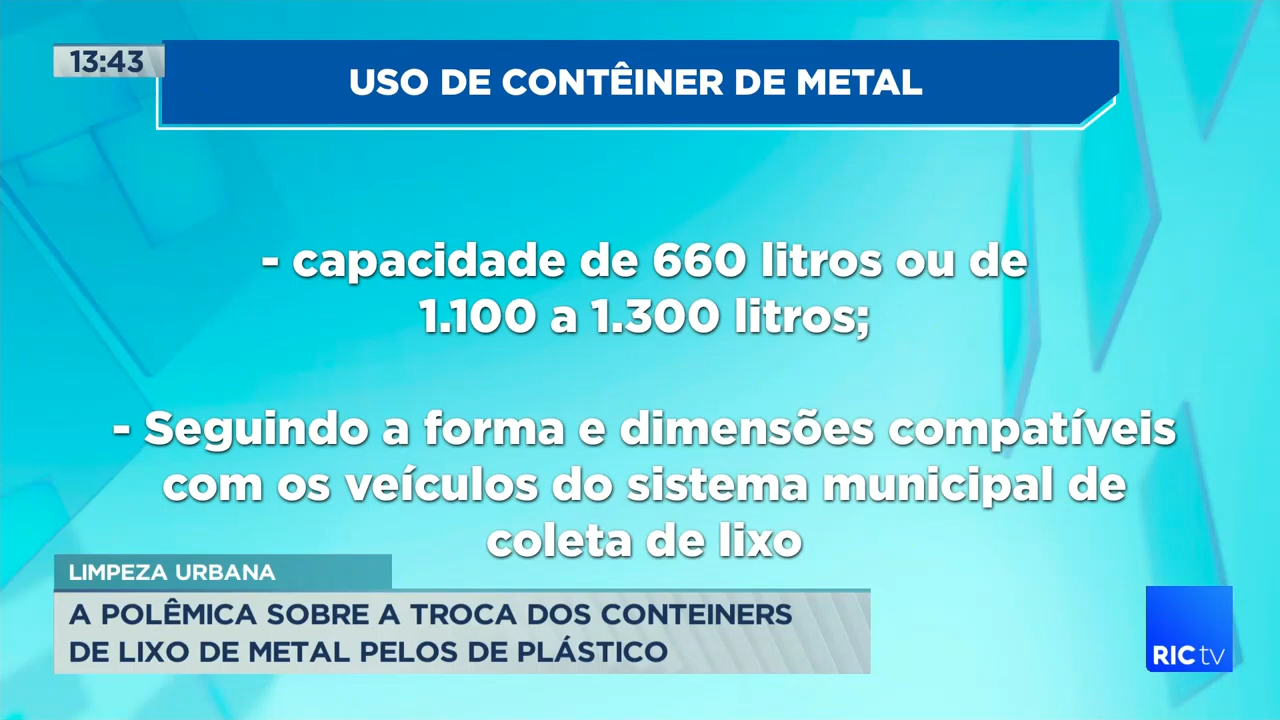 13:43
USO DE CONTÊINER DE METAL
- capacidade de 660 litros ou de
1.100 a 1.300 litros;
- Seguindo a forma e dimensões compatíveis
com os veículos do sistema municipal de
coleta de lixo
LIMPEZA URBANA
A POLÊMICA SOBRE A TROCA DOS CONTEINERS
DE LIXO DE METAL PELOS DE PLÁSTICO
RIC tv